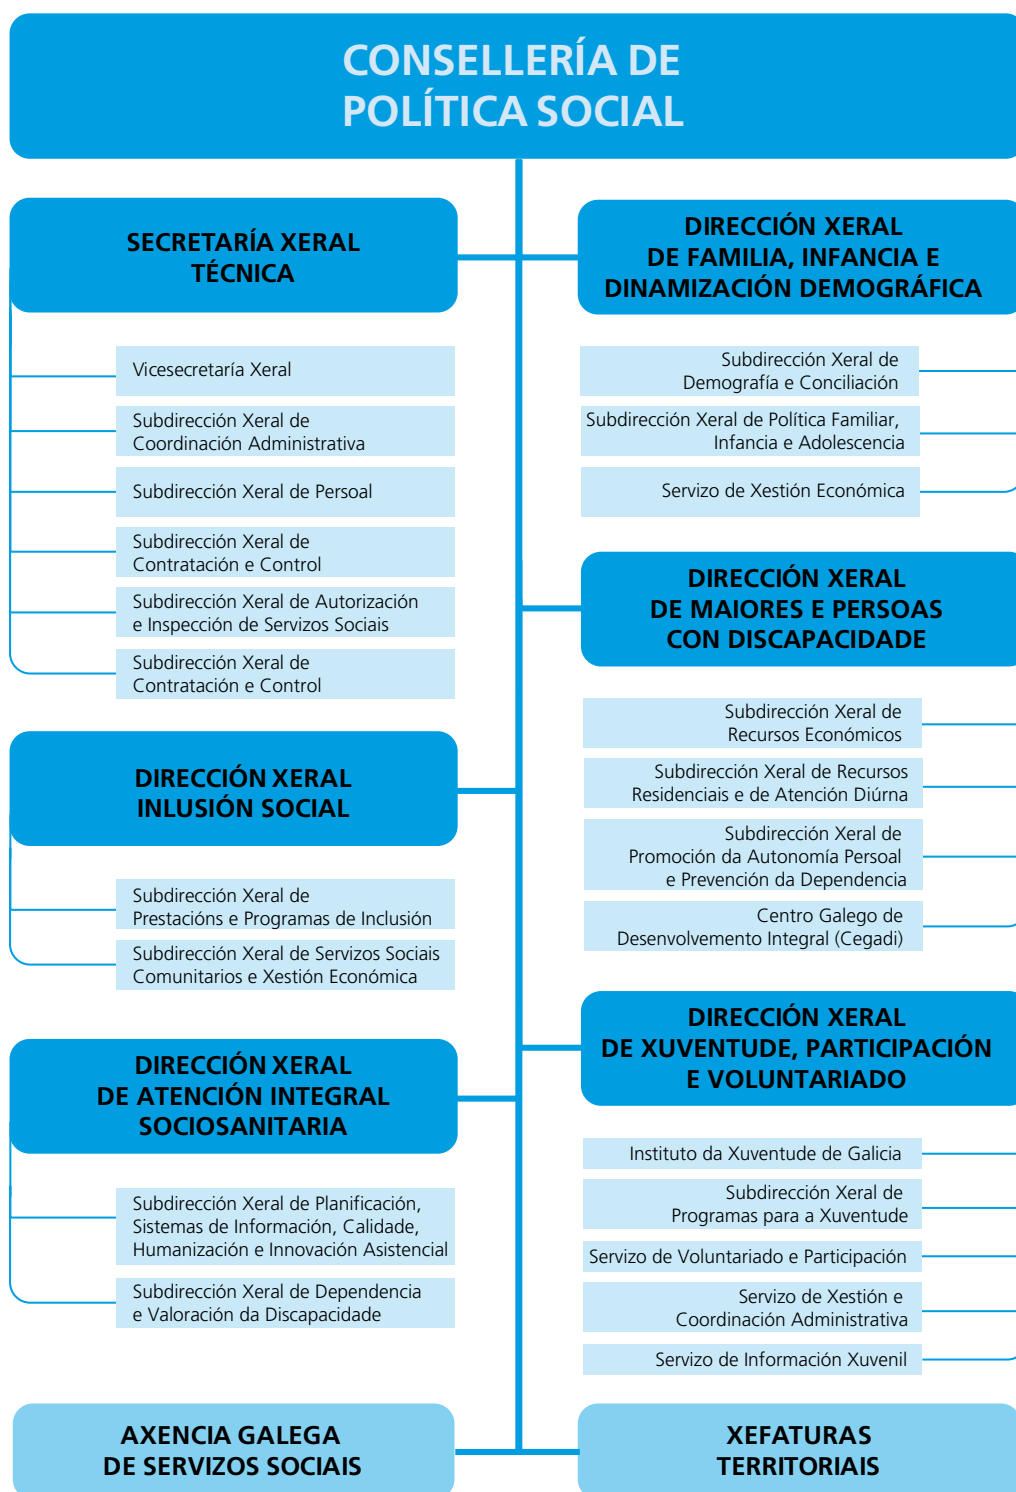 CONSELLERÍA DE
POLÍTICA SOCIAL
SECRETARÍA XERAL
TÉCNICA
Vicesecretaría Xeral
Subdirección Xeral de
Coordinación Administrativa
Subdirección Xeral de Persoal
Subdirección Xeral de
Contratación e Control
Subdirección Xeral de Autorización
e Inspección de Servizos Sociais
Subdirección Xeral de
Contratación e Control
DIRECCIÓN XERAL
INLUSIÓN SOCIAL
Subdirección Xeral de
Prestacións e Programas de Inclusión
Subdirección Xeral de Servizos Sociais
Comunitarios e Xestión Económica
DIRECCIÓN XERAL
DE ATENCIÓN INTEGRAL
SOCIOSANITARIA
Subdirección Xeral de Planificación,
Sistemas de Información, Calidade,
Humanización e Innovación Asistencial
Subdirección Xeral de Dependencia
e Valoración da Discapacidade
AXENCIA GALEGA
DE SERVIZOS SOCIAIS
DIRECCIÓN XERAL
DE FAMILIA, INFANCIA E
DINAMIZACIÓN DEMOGRÁFICA
Subdirección Xeral de
Demografía e Conciliación
Subdirección Xeral de Política Familiar,
Infancia e Adolescencia
Servizo de Xestión Económica
DIRECCIÓN XERAL
DE MAIORES E PERSOAS
CON DISCAPACIDADE
Subdirección Xeral de
Recursos Económicos
Subdirección Xeral de Recursos
Residenciais e de Atención Diúrna
Subdirección Xeral de
Promoción da Autonomía Persoal
e Prevención da Dependencia
Centro Galego de
Desenvolvemento Integral (Cegadi)
DIRECCIÓN XERAL
DE XUVENTUDE, PARTICIPACIÓN
E VOLUNTARIADO
Instituto da Xuventude de Galicia
Subdirección Xeral de
Programas para a Xuventude
Servizo de Voluntariado e Participación
Servizo de Xestión e
Coordinación Administrativa
Servizo de Información Xuvenil
XEFATURAS
TERRITORIAIS